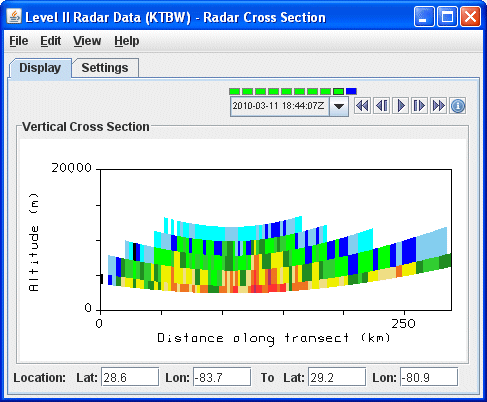 Level II Radar Data (KTBW) - Radar Cross Section
File Edit View Help
Display Settings
2010-03-11 18:44:07Z
Vertical Cross Section
20000
Altitude (m)
0
0 250
Distance along transect (km)
Location: Lat: 28.6 Lon: -83.7 To Lat: 29.2 Lon: -80.9